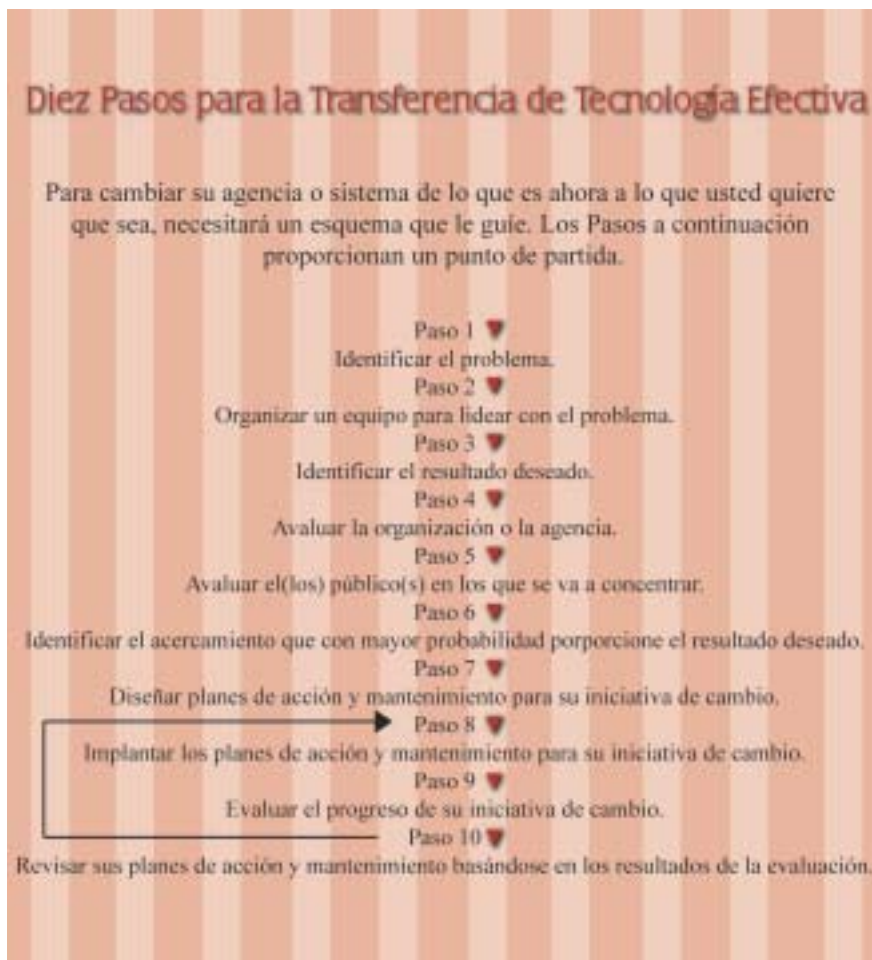 Diez Pasos para la Transferencia de Tecnología Efectiva
Para cambiar su agencia o sistema de lo que es ahora a lo que usted quiere
que sea, necesitará un esquema que le guíe. Los Pasos a continuación
proporcionan un punto de partida.
Paso 1
Identificar el problema.
Paso 2
Organizar un equipo para lidear con el problema.
Paso 3
Identificar el resultado deseado.
Paso 4
Avaluar la organización o la agencia.
Paso 5
Avaluar el(los) público(s) en los que se va a concentrar.
Paso 6
Identificar el acercamiento que con mayor probabilidad porporcione el resultado deseado.
Paso 7
Diseñar planes de acción y mantenimiento para su iniciativa de cambio.
Paso 8
Implantar los planes de acción y mantenimiento para su iniciativa de cambio.
Paso 9
Evaluar el progreso de su iniciativa de cambio.
Paso 10
Revisar sus planes de acción y mantenimiento basándose en los resultados de la evaluación.